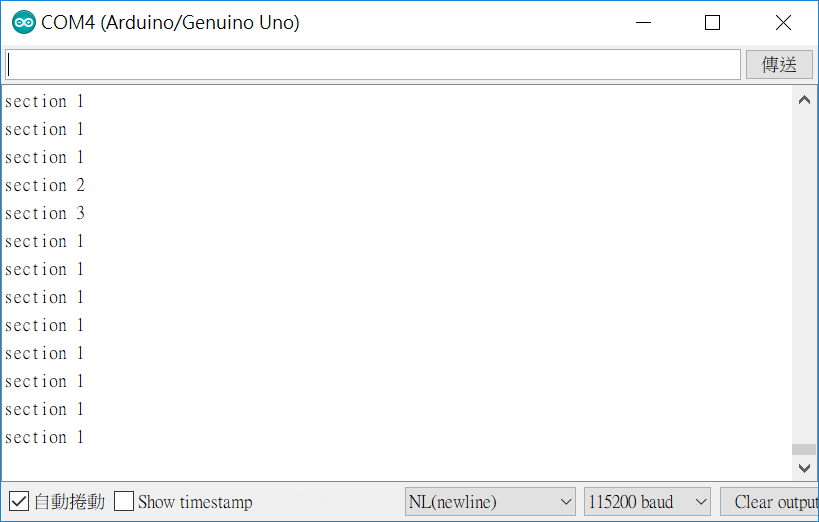 COM4 (Arduino/Genuino Uno)
傳送
section 1
section 1
section 1
section 2
section 3
section 1
section 1
section 1
section 1
section 1
section 1
section 1
section 1
自動捲動 Show timestamp NL(newline) 115200 baud Clear output